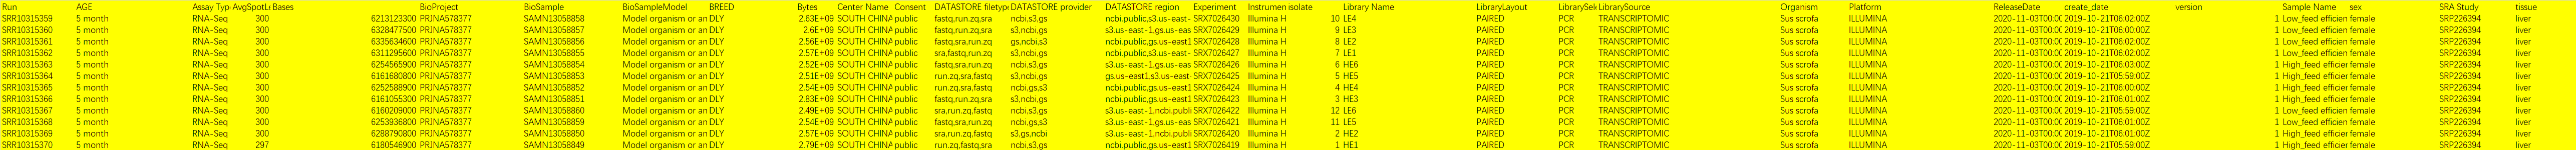 Run AGE Assay Typ AvgSpotLe Bases BioProject BioSample BioSampleModel BREED Bytes Center Name Consent DATASTORE filetyp DATASTORE provider DATASTORE region Experiment Instrumen isolate Library Name LibraryLayout LibrarySel LibrarySource Organism Platform ReleaseDate create_date version Sample Name sex SRA Study tissue
SRR10315359 5 month RNA-Seq 300 6213123300 PRJNA578377 SAMN13058858 Model organism or an DLY 2.63E+09 SOUTH CHINA public fastq,run.zq,sra ncbi,s3,gs ncbi.public,s3.us-east- SRX7026430 Illumina H 10 LE4 PAIRED PCR TRANSCRIPTOMIC Sus scrofa ILLUMINA 2020-11-03T00:00 2019-10-21T06:02:00Z 1 Low_feed efficien female SRP226394 liver
SRR10315360 5 month RNA-Seq 300 6328477500 PRJNA578377 SAMN13058857 Model organism or an DLY 2.6E+09 SOUTH CHINA public fastq,run.zq,sra ncbi,s3,gs s3.us-east-1,gs.us-eas SRX7026429 Illumina H 9 LE3 PAIRED PCR TRANSCRIPTOMIC Sus scrofa ILLUMINA 2020-11-03T00:00 2019-10-21T06:00:00Z 1 Low_feed efficien female SRP226394 liver
SRR10315361 5 month RNA-Seq 300 6335634600 PRJNA578377 SAMN13058856 Model organism or an DLY 2.56E+09 SOUTH CHINA public fastq,sra,run.zq gs,ncbi,s3 ncbi.public,gs.us-east1 SRX7026428 Illumina H 8 LE2 PAIRED PCR TRANSCRIPTOMIC Sus scrofa ILLUMINA 2020-11-03T00:00 2019-10-21T06:02:00Z 1 Low_feed efficien female SRP226394 liver
SRR10315362 5 month RNA-Seq 300 6311295600 PRJNA578377 SAMN13058855 Model organism or an DLY 2.57E+09 SOUTH CHINA public sra,fastq,run.zq gs,ncbi,s3 ncbi.public,s3.us-east- SRX7026427 Illumina H 7 LE1 PAIRED PCR TRANSCRIPTOMIC Sus scrofa ILLUMINA 2020-11-03T00:00 2019-10-21T06:02:00Z 1 Low_feed efficien female SRP226394 liver
SRR10315363 5 month RNA-Seq 300 6254565900 PRJNA578377 SAMN13058854 Model organism or an DLY 2.52E+09 SOUTH CHINA public fastq,run.zq,sra s3,ncbi,gs s3.us-east-1,gs.us-eas SRX7026426 Illumina H 6 HE6 PAIRED PCR TRANSCRIPTOMIC Sus scrofa ILLUMINA 2020-11-03T00:00 2019-10-21T06:03:00Z 1 High_feed efficier female SRP226394 liver
SRR10315364 5 month RNA-Seq 300 6161680800 PRJNA578377 SAMN13058853 Model organism or an DLY 2.51E+09 SOUTH CHINA public run.zq,sra,fastq s3,ncbi,gs gs.us-east1,s3.us-east- SRX7026425 Illumina H 5 HE5 PAIRED PCR TRANSCRIPTOMIC Sus scrofa ILLUMINA 2020-11-03T00:00 2019-10-21T05:59:00Z 1 High_feed efficier female SRP226394 liver
SRR10315365 5 month RNA-Seq 300 6252588900 PRJNA578377 SAMN13058852 Model organism or an DLY 2.54E+09 SOUTH CHINA public run.zq,sra,fastq ncbi,gs,s3 ncbi.public,gs.us-east1 SRX7026424 Illumina H 4 HE4 PAIRED PCR TRANSCRIPTOMIC Sus scrofa ILLUMINA 2020-11-03T00:00 2019-10-21T06:00:00Z 1 High_feed efficier female SRP226394 liver
SRR10315366 5 month RNA-Seq 300 6161055300 PRJNA578377 SAMN13058851 Model organism or an DLY 2.83E+09 SOUTH CHINA public fastq,run.zq,sra s3,ncbi,gs ncbi.public,gs.us-east1 SRX7026423 Illumina H 3 HE3 PAIRED PCR TRANSCRIPTOMIC Sus scrofa ILLUMINA 2020-11-03T00:00 2019-10-21T06:01:00Z 1 High_feed efficier female SRP226394 liver
SRR10315367 5 month RNA-Seq 300 6160209000 PRJNA578377 SAMN13058860 Model organism or an DLY 2.49E+09 SOUTH CHINA public sra,run.zq,fastq ncbi,s3,gs s3.us-east-1,ncbi.publi SRX7026422 Illumina H 12 LE6 PAIRED PCR TRANSCRIPTOMIC Sus scrofa ILLUMINA 2020-11-03T00:00 2019-10-21T05:59:00Z 1 Low_feed efficien female SRP226394 liver
SRR10315368 5 month RNA-Seq 300 6253936800 PRJNA578377 SAMN13058859 Model organism or an DLY 2.54E+09 SOUTH CHINA public fastq,sra,run.zq ncbi,gs,s3 s3.us-east-1,gs.us-eas SRX7026421 Illumina H 11 LE5 PAIRED PCR TRANSCRIPTOMIC Sus scrofa ILLUMINA 2020-11-03T00:00 2019-10-21T06:01:00Z 1 Low_feed efficien female SRP226394 liver
SRR10315369 5 month RNA-Seq 300 6288790800 PRJNA578377 SAMN13058850 Model organism or an DLY 2.57E+09 SOUTH CHINA public sra,run.zq,fastq s3,gs,ncbi s3.us-east-1,ncbi.publi SRX7026420 Illumina H 2 HE2 PAIRED PCR TRANSCRIPTOMIC Sus scrofa ILLUMINA 2020-11-03T00:00 2019-10-21T06:01:00Z 1 High_feed efficier female SRP226394 liver
SRR10315370 5 month RNA-Seq 297 6180546900 PRJNA578377 SAMN13058849 Model organism or an DLY 2.79E+09 SOUTH CHINA public run.zq,fastq,sra ncbi,s3,gs ncbi.public,gs.us-east1 SRX7026419 Illumina H 1 HE1 PAIRED PCR TRANSCRIPTOMIC Sus scrofa ILLUMINA 2020-11-03T00:00 2019-10-21T05:59:00Z 1 High_feed efficier female SRP226394 liver